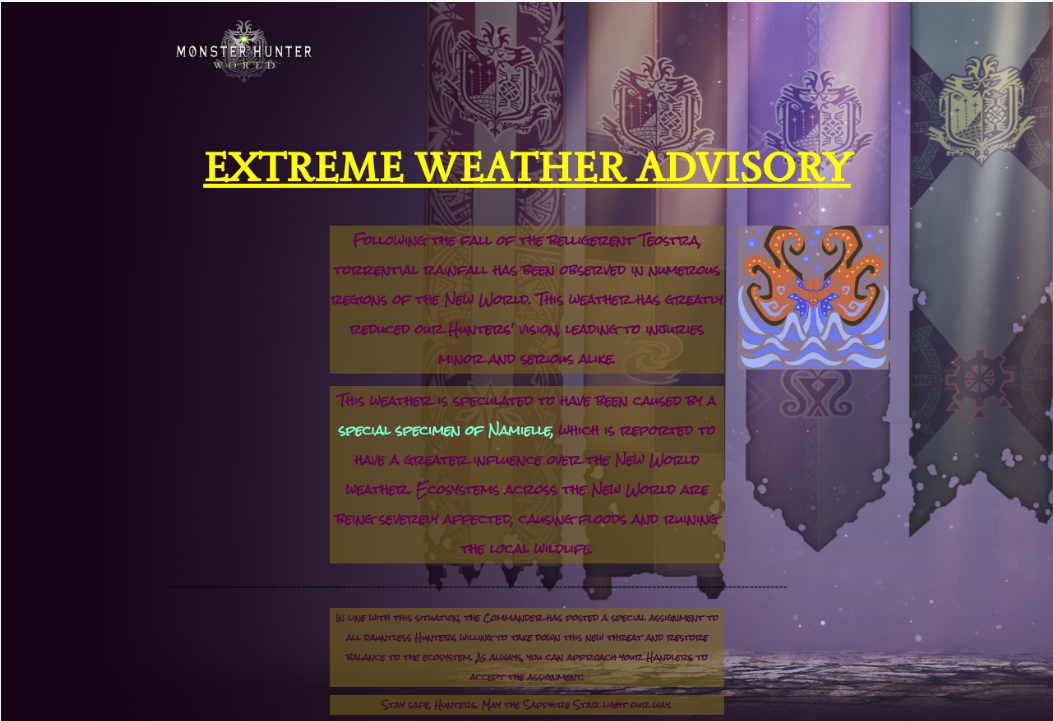 MONSTER HUNTER
WORLD
EXTREME WEATHER ADVISORY
Following the fall of the belligerent Teostra,
torrential rainfall has been observed in numerous
regions of the New World. This weather has greatly
reduced our Hunters' vision, leading to injuries
minor and serious alike.
This weather is speculated to have been caused by a
special specimen of Namielle, which is reported to
have a greater influence over the New World
weather. Ecosystems across the New World are
being severely affected, causing floods and ruining
the local wildlife.
In line with this situation, the Commander has posted a special assignment to
all dauntless Hunters willing to take down this new threat and restore
balance to the ecosystem. As always, you can approach your Handlers to
accept the assignment.
Stay safe, Hunters. May the Sapphire Star light our way.